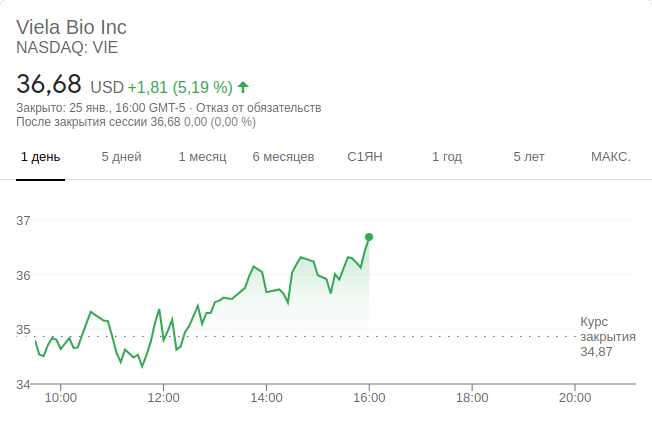 Viela Bio Inc
NASDAQ: VIE
36,68 USD +1,81 (5,19 %)
Закрыто: 25 янв., 16:00 GMT-5 · Отказ от обязательств
После закрытия сессии 36,68 0,00 (0,00 %)
1 день 5 дней 1 месяц 6 месяцев С1ЯН 1 год 5 лет МАКС.
37
36
35
34
Курс
закрытия
34,87
10:00 12:00 14:00 16:00 18:00 20:00